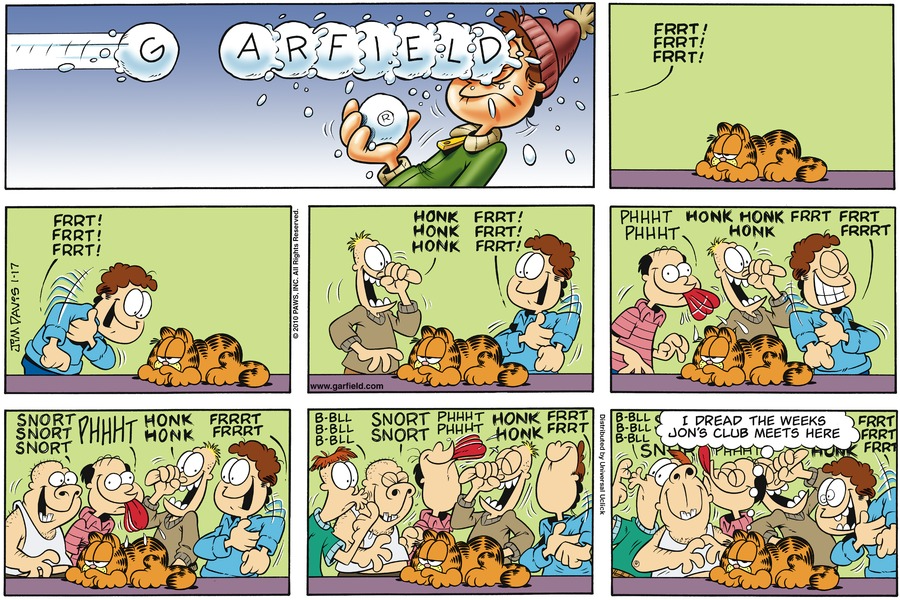 GARFIELD
®
FRRT!
FRRT!
FRRT!
JIM DAVIS 1-17
FRRT!
FRRT!
FRRT!
© 2010 PAWS, INC. All Rights Reserved.
HONK
HONK
HONK
FRRT!
FRRT!
FRRT!
www.garfield.com
PHHHT
PHHHT
HONK HONK
HONK
FRRT FRRT
FRRRT
SNORT
SNORT
SNORT
PHHHT
HONK
HONK
FRRRT
FRRRT
B-BLL
B-BLL
B-BLL
SNORT
SNORT
PHHHT
PHHHT
HONK
HONK
FRRT
FRRT
Distributed by Universal Uclick
B-BLL
B-BLL
B-BLL
I DREAD THE WEEKS
JON'S CLUB MEETS HERE
FRRT
FRRT
FRRT